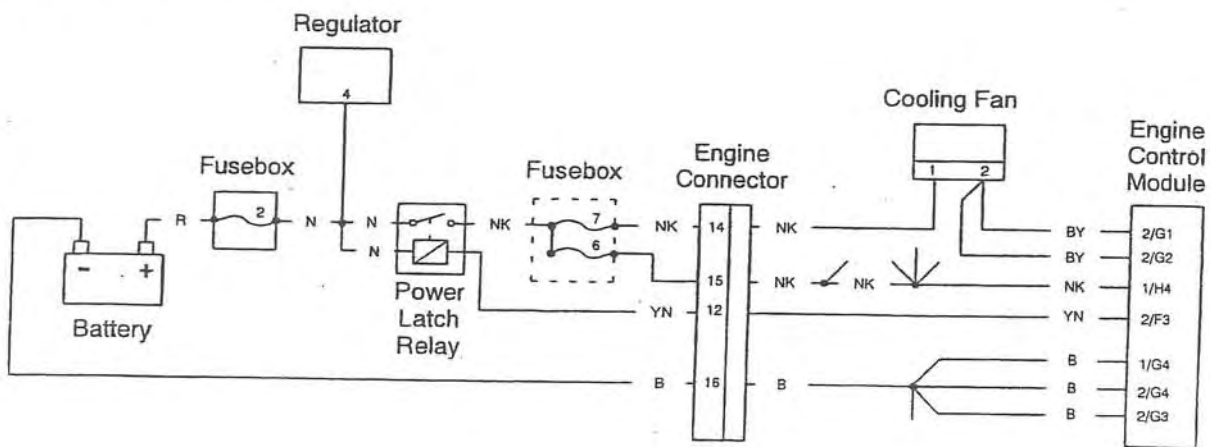 Regulator
4
Cooling Fan
1 2
Engine
Control
Module
Fusebox
2
Fusebox
7
6
Engine
Connector
R
N
N
NK
NK
14
NK
BY
2/G1
BY
2/G2
N
15
NK
NK
NK
1/H4
- +
Battery
Power
Latch
Relay
YN
12
YN
2/F3
B
16
B
B
1/G4
B
2/G4
B
2/G3